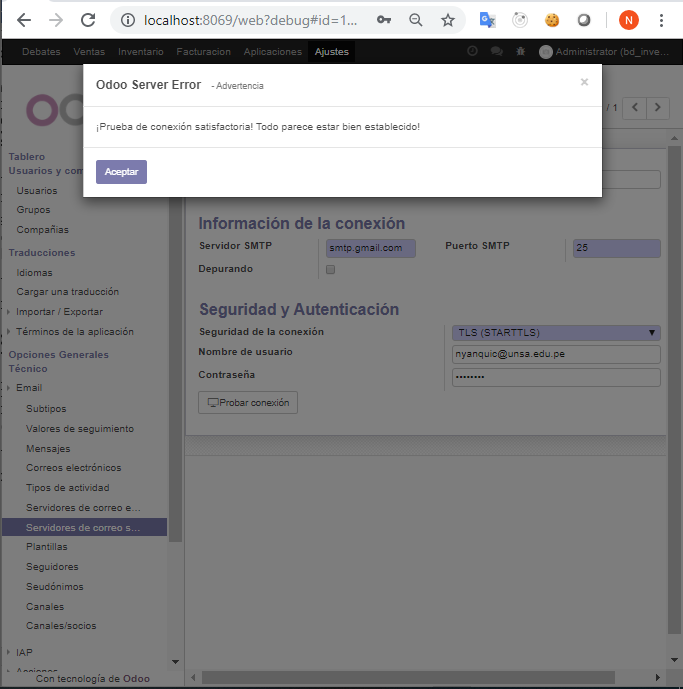 localhost:8069/web?debug#id=1...
N
Debates Ventas Inventario Facturacion Aplicaciones Ajustes Administrator (bd_inve...
Odoo Server Error - Advertencia ×
¡Prueba de conexión satisfactoria! Todo parece estar bien establecido!
Aceptar
/ 1
Tablero
Usuarios y com
Usuarios
Grupos
Compañias
Traducciones
Idiomas
Cargar una traducción
Importar / Exportar
Términos de la aplicación
Opciones Generales
Técnico
Email
Subtipos
Valores de seguimiento
Mensajes
Correos electrónicos
Tipos de actividad
Servidores de correo e...
Servidores de correo s...
Plantillas
Seguidores
Seudónimos
Canales
Canales/socios
IAP
Acciones
Con tecnología de Odoo
Información de la conexión
Servidor SMTP smtp.gmail.com Puerto SMTP 25
Depurando
Seguridad y Autenticación
Seguridad de la conexión TLS (STARTTLS)
Nombre de usuario nyanquic@unsa.edu.pe
Contraseña ••••••••
Probar conexión